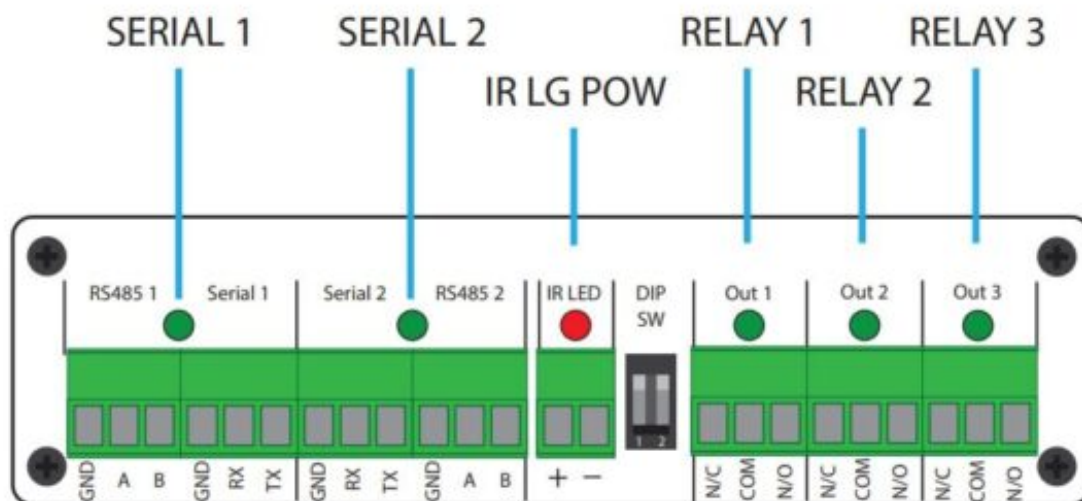 SERIAL 1 SERIAL 2 RELAY 1 RELAY 3
IR LG POW RELAY 2
RS485 1 Serial 1 Serial 2 RS485 2 IR LED DIP SW Out 1 Out 2 Out 3
1 2
GND A B GND RX TX GND RX TX GND A B + − N/C COM N/O N/C COM N/O N/C COM N/O